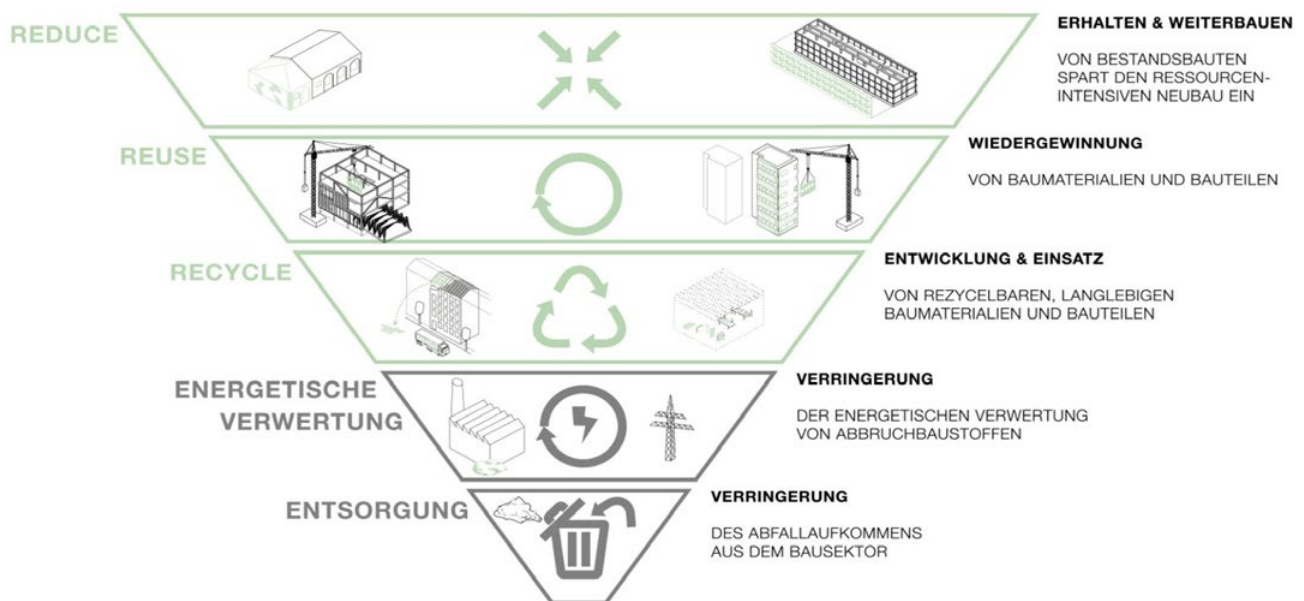 REDUCE
ERHALTEN & WEITERBAUEN
VON BESTANDSBAUTEN
SPART DEN RESSOURCEN-
INTENSIVEN NEUBAU EIN
REUSE
WIEDERGEWINNUNG
VON BAUMATERIALIEN UND BAUTEILEN
RECYCLE
ENTWICKLUNG & EINSATZ
VON REZYCELBAREN, LANGLEBIGEN
BAUMATERIALIEN UND BAUTEILEN
ENERGETISCHE
VERWERTUNG
VERRINGERUNG
DER ENERGETISCHEN VERWERTUNG
VON ABBRUCHBAUSTOFFEN
ENTSORGUNG
VERRINGERUNG
DES ABFALLAUFKOMMENS
AUS DEM BAUSEKTOR